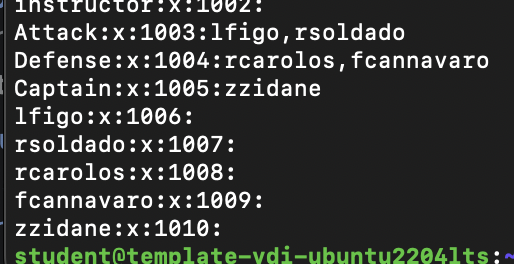 instructor:x:1002:
Attack:x:1003:lfigo,rsoldado
Defense:x:1004:rcarolos,fcannavaro
Captain:x:1005:zzidane
lfigo:x:1006:
rsoldado:x:1007:
rcarolos:x:1008:
fcannavaro:x:1009:
zzidane:x:1010:
student@template-vdi-ubuntu2204lts:~